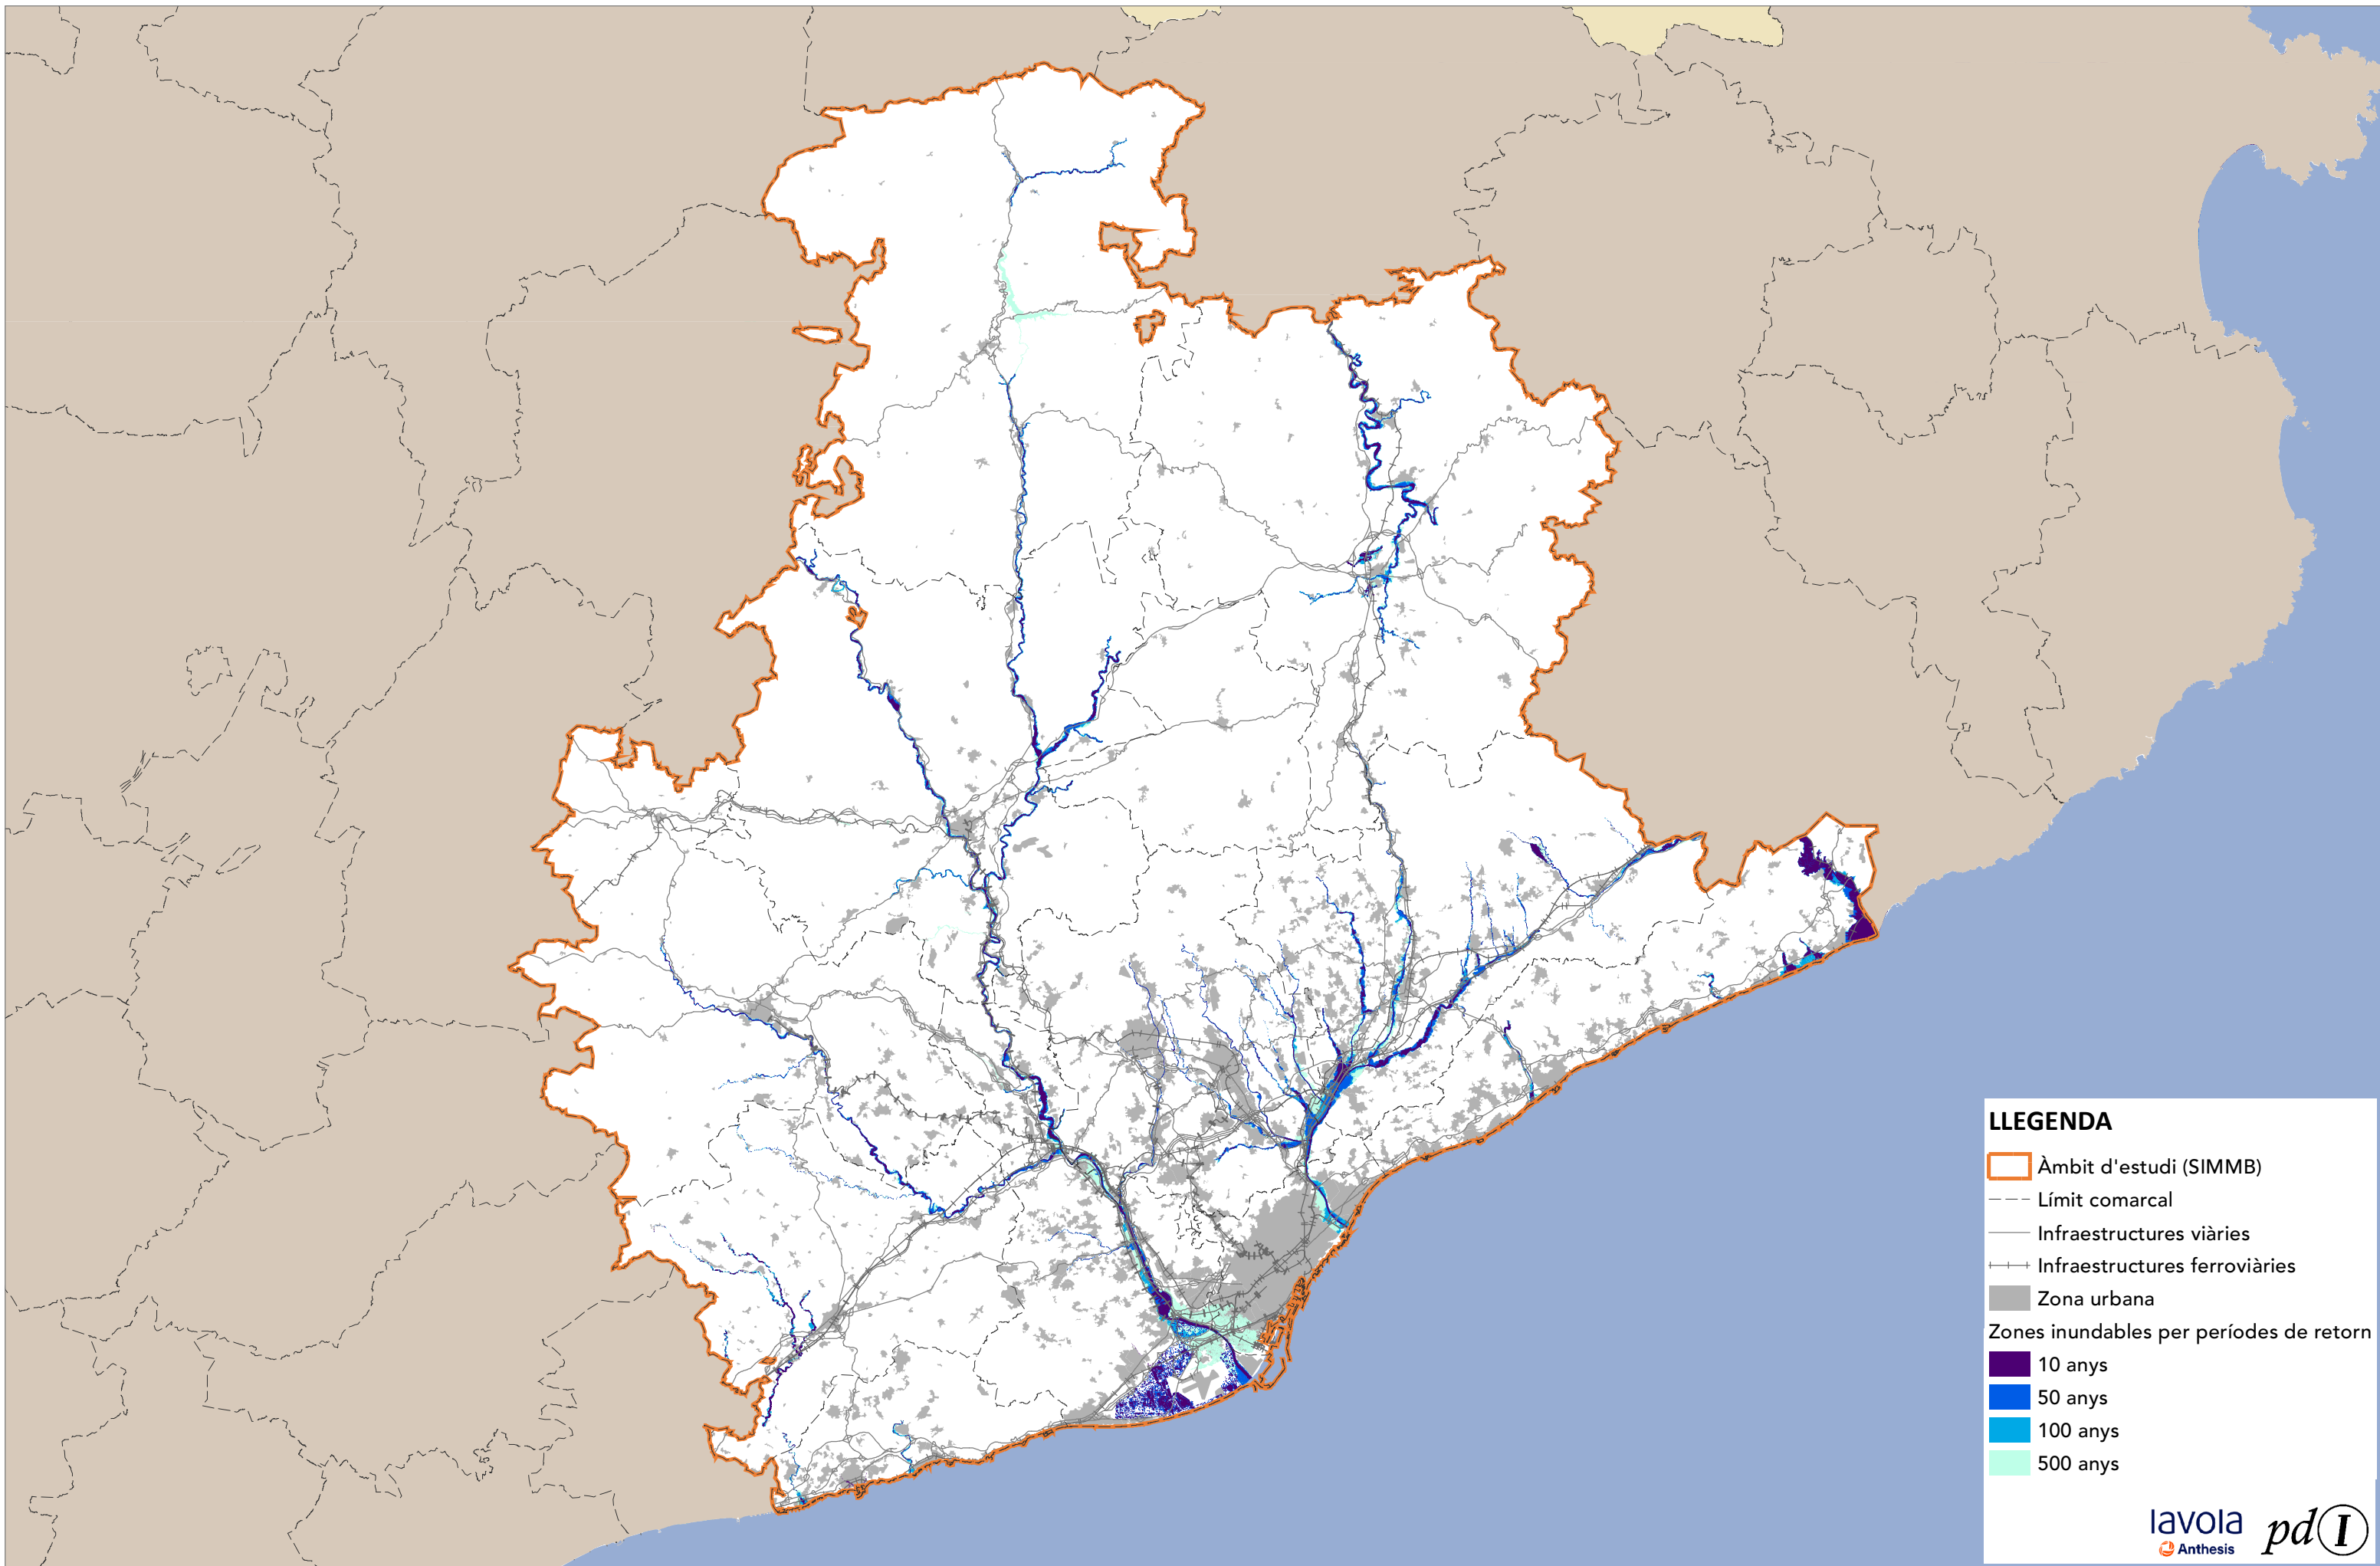 LLEGENDA
Àmbit d'estudi (SIMMB)
Límit comarcal
Infraestructures viàries
Infraestructures ferroviàries
Zona urbana
Zones inundables per períodes de retorn
10 anys
50 anys
100 anys
500 anys
lavola
Anthesis
pdI